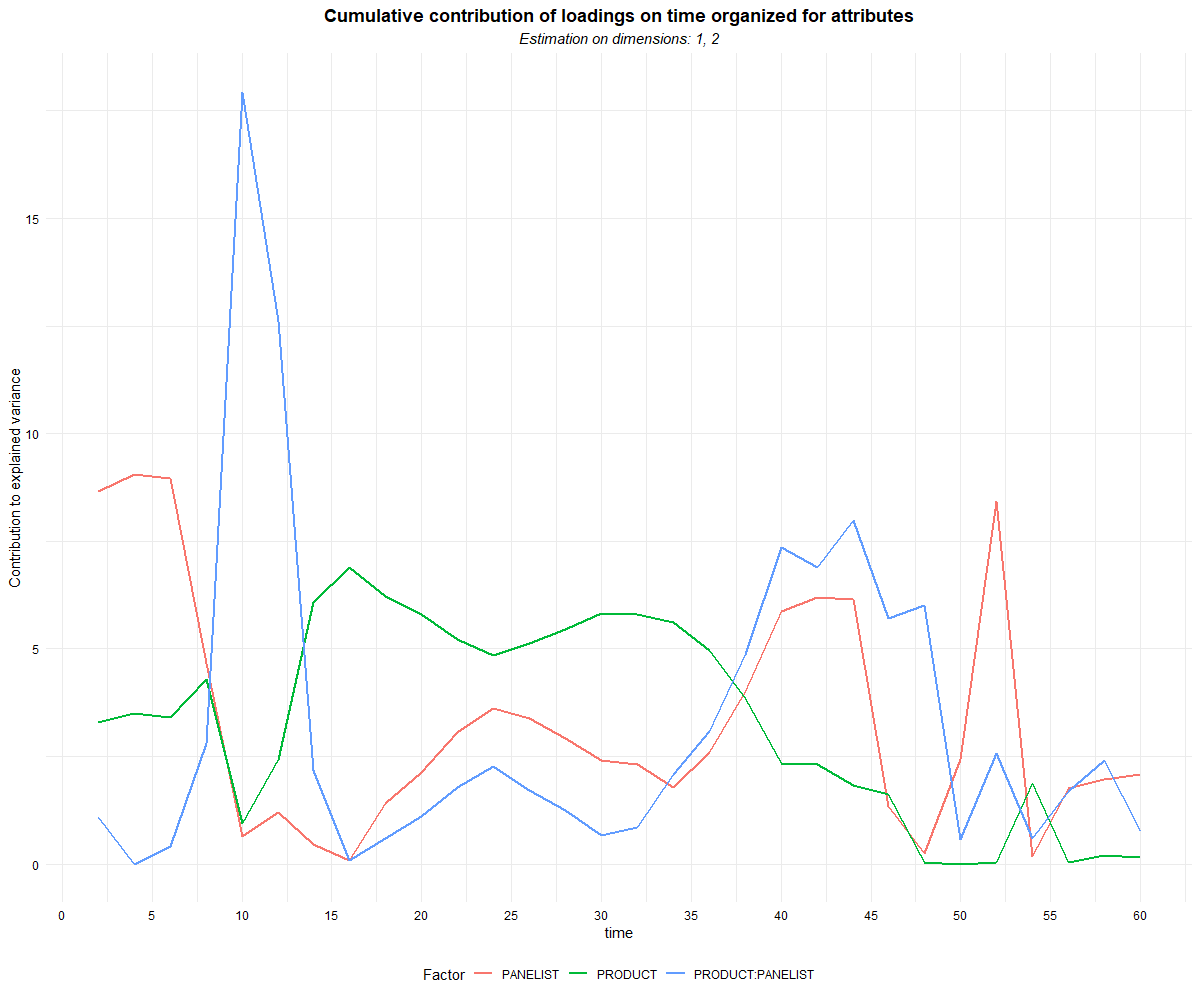 Cumulative contribution of loadings on time organized for attributes
Estimation on dimensions: 1, 2
Contribution to explained variance
15
10
5
0
0 5 10 15 20 25 30 35 40 45 50 55 60
time
Factor PANELIST PRODUCT PRODUCT:PANELIST